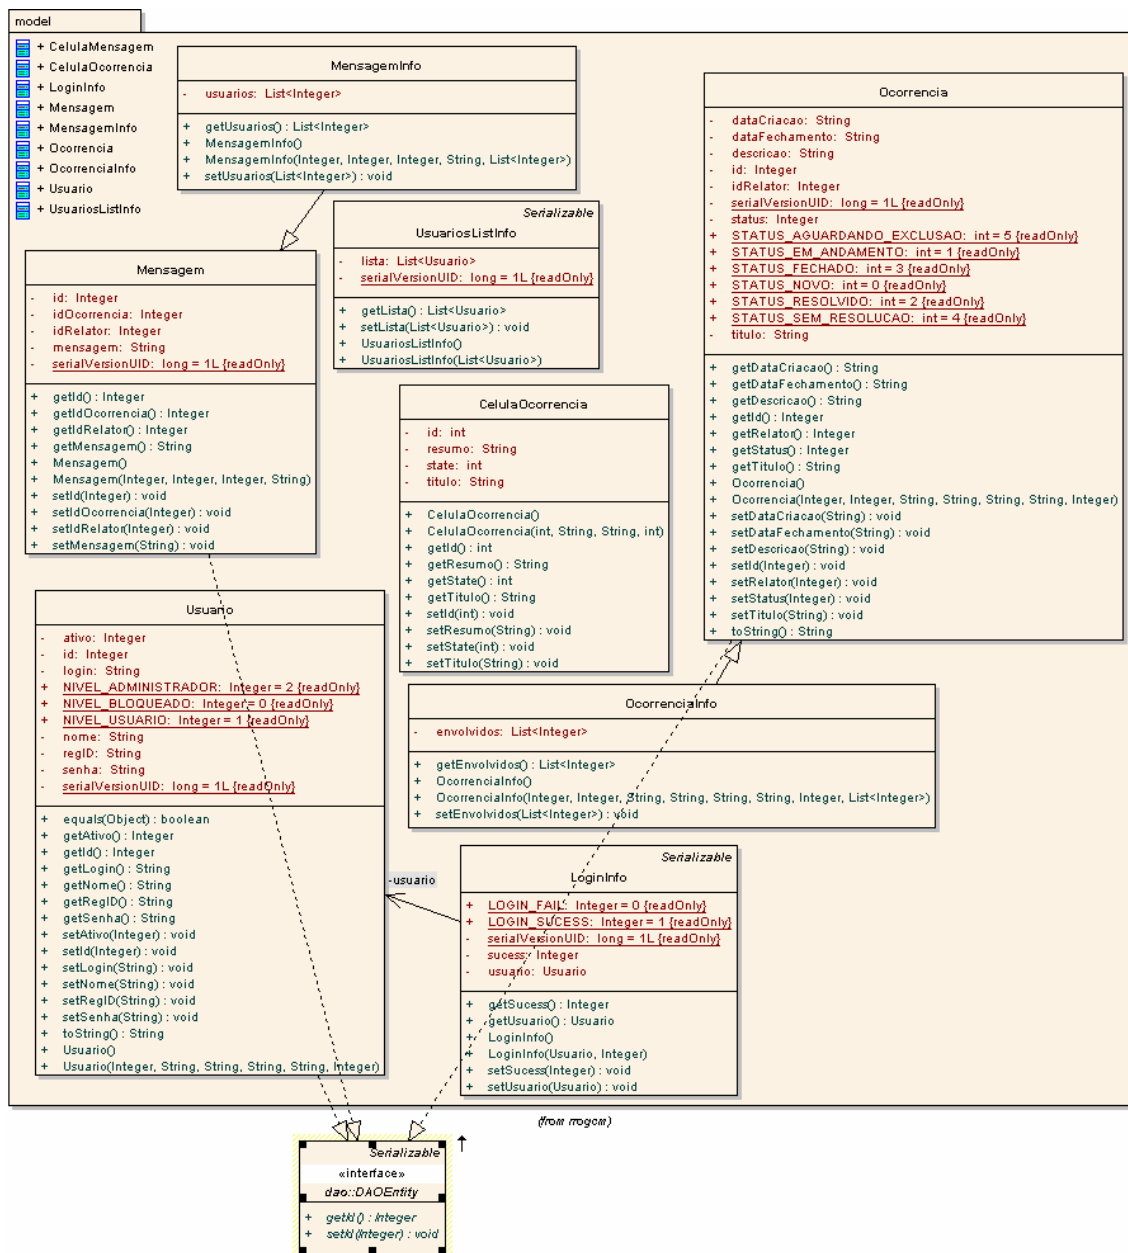 model
+ CelulaMensagem
+ CelulaOcorrencia
+ LoginInfo
+ Mensagem
+ MensagemInfo
+ Ocorrencia
+ OcorrenciaInfo
+ Usuario
+ UsuariosListInfo
MensagemInfo
- usuarios: List<Integer>
+ getUsuarios() : List<Integer>
+ MensagemInfo()
+ MensagemInfo(Integer, Integer, Integer, String, List<Integer>)
+ setUsuarios(List<Integer>) : void
Serializable
UsuariosListInfo
- lista: List<Usuario>
- serialVersionUID: long = 1L {readOnly}
+ getLista() : List<Usuario>
+ setLista(List<Usuario>) : void
+ UsuariosListInfo()
+ UsuariosListInfo(List<Usuario>)
Ocorrencia
- dataCriacao: String
- dataFechamento: String
- descricao: String
- id: Integer
- idRelator: Integer
- serialVersionUID: long = 1L {readOnly}
- status: Integer
+ STATUS_AGUARDANDO_EXCLUSAO: int = 5 {readOnly}
+ STATUS_EM_ANDAMENTO: int = 1 {readOnly}
+ STATUS_FECHADO: int = 3 {readOnly}
+ STATUS_NOVO: int = 0 {readOnly}
+ STATUS_RESOLVIDO: int = 2 {readOnly}
+ STATUS_SEM_RESOLUCAO: int = 4 {readOnly}
- titulo: String
+ getDataCriacao() : String
+ getDataFechamento() : String
+ getDescricao() : String
+ getId() : Integer
+ getRelator() : Integer
+ getStatus() : Integer
+ getTitulo() : String
+ Ocorrencia()
+ Ocorrencia(Integer, Integer, String, String, String, String, Integer)
+ setDataCriacao(String) : void
+ setDataFechamento(String) : void
+ setDescricao(String) : void
+ setId(Integer) : void
+ setRelator(Integer) : void
+ setStatus(Integer) : void
+ setTitulo(String) : void
+ toString() : String
Mensagem
- id: Integer
- idOcorrencia: Integer
- idRelator: Integer
- mensagem: String
- serialVersionUID: long = 1L {readOnly}
+ getId() : Integer
+ getIdOcorrencia() : Integer
+ getIdRelator() : Integer
+ getMensagem() : String
+ Mensagem()
+ Mensagem(Integer, Integer, Integer, String)
+ setId(Integer) : void
+ setIdOcorrencia(Integer) : void
+ setIdRelator(Integer) : void
+ setMensagem(String) : void
CelulaOcorrencia
- id: int
- resumo: String
- state: int
- titulo: String
+ CelulaOcorrencia()
+ CelulaOcorrencia(int, String, String, int)
+ getId() : int
+ getResumo() : String
+ getState() : int
+ getTitulo() : String
+ setId(int) : void
+ setResumo(String) : void
+ setState(int) : void
+ setTitulo(String) : void
Usuario
- ativo: Integer
- id: Integer
- login: String
+ NIVEL_ADMINISTRADOR: Integer = 2 {readOnly}
+ NIVEL_BLOQUEADO: Integer = 0 {readOnly}
+ NIVEL_USUARIO: Integer = 1 {readOnly}
- nome: String
- regID: String
- senha: String
- serialVersionUID: long = 1L {readOnly}
+ equals(Object) : boolean
+ getAtivo() : Integer
+ getId() : Integer
+ getLogin() : String
+ getNome() : String
+ getRegID() : String
+ getSenha() : String
+ setAtivo(Integer) : void
+ setId(Integer) : void
+ setLogin(String) : void
+ setNome(String) : void
+ setRegID(String) : void
+ setSenha(String) : void
+ toString() : String
+ Usuario()
+ Usuario(Integer, String, String, String, String, Integer)
OcorrenciaInfo
- envolvidos: List<Integer>
+ getEnvolvidos() : List<Integer>
+ OcorrenciaInfo()
+ OcorrenciaInfo(Integer, Integer, String, String, String, String, Integer, List<Integer>)
+ setEnvolvidos(List<Integer>) : void
-usuario
Serializable
LoginInfo
+ LOGIN_FAIL: Integer = 0 {readOnly}
+ LOGIN_SUCESS: Integer = 1 {readOnly}
- serialVersionUID: long = 1L {readOnly}
- sucess: Integer
- usuario: Usuario
+ getSucess() : Integer
+ getUsuario() : Usuario
+ LoginInfo()
+ LoginInfo(Usuario, Integer)
+ setSucess(Integer) : void
+ setUsuario(Usuario) : void
(from rrogcm)
Serializable
«interface»
dao::DAOEntity
+ getId() : Integer
+ setId(Integer) : void